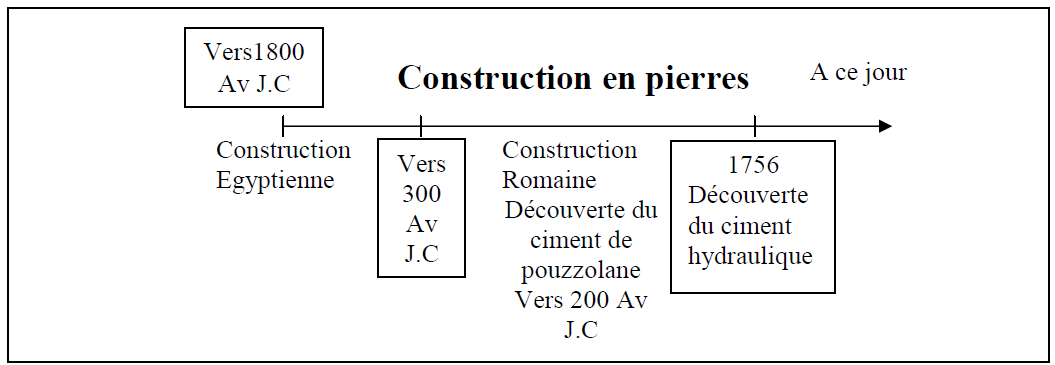 Vers1800
Av J.C
Construction en pierres
A ce jour
Construction
Egyptienne
Vers
300
Av
J.C
Construction
Romaine
Découverte du
ciment de
pouzzolane
Vers 200 Av
J.C
1756
Découverte
du ciment
hydraulique